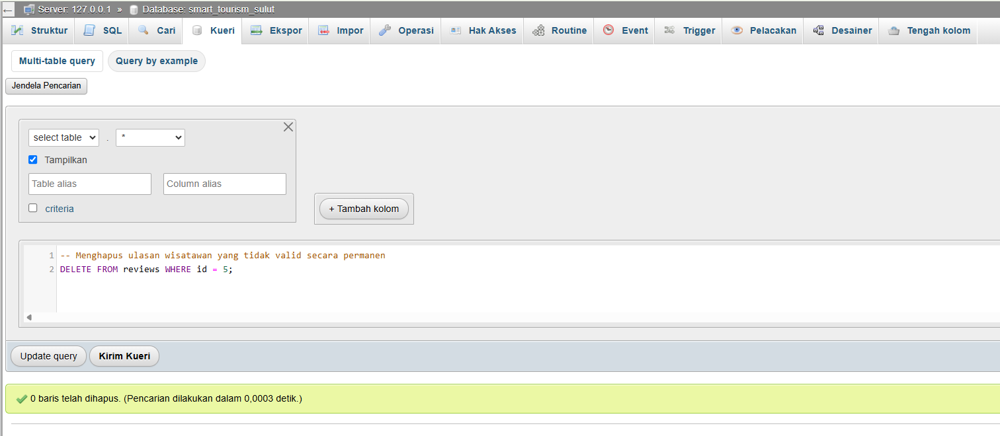 ← Server: 127.0.0.1 » Database: smart_tourism_sulut
Struktur SQL Cari Kueri Ekspor Impor Operasi Hak Akses Routine Event Trigger Pelacakan Desainer Tengah kolom
Multi-table query Query by example
Jendela Pencarian
select table . *
Tampilkan
Table alias Column alias
criteria
+ Tambah kolom
1 -- Menghapus ulasan wisatawan yang tidak valid secara permanen
2 DELETE FROM reviews WHERE id = 5;
Update query Kirim Kueri
0 baris telah dihapus. (Pencarian dilakukan dalam 0,0003 detik.)